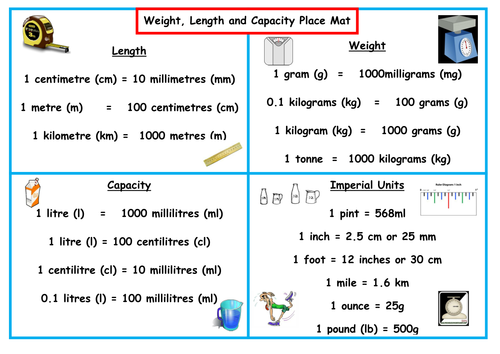 Weight, Length and Capacity Place Mat
Length
1 centimetre (cm) = 10 millimetres (mm)
1 metre (m) = 100 centimetres (cm)
1 kilometre (km) = 1000 metres (m)
Weight
1 gram (g) = 1000milligrams (mg)
0.1 kilograms (kg) = 100 grams (g)
1 kilogram (kg) = 1000 grams (g)
1 tonne = 1000 kilograms (kg)
Capacity
1 litre (l) = 1000 millilitres (ml)
1 litre (l) = 100 centilitres (cl)
1 centilitre (cl) = 10 millilitres (ml)
0.1 litres (l) = 100 millilitres (ml)
Imperial Units
1 pint = 568ml
1 inch = 2.5 cm or 25 mm
1 foot = 12 inches or 30 cm
1 mile = 1.6 km
1 ounce = 25g
1 pound (lb) = 500g